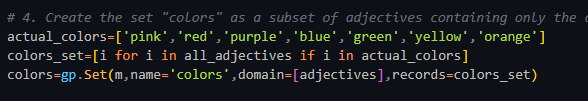 # 4. Create the set "colors" as a subset of adjectives containing only the
actual_colors=['pink','red','purple','blue','green','yellow','orange']
colors_set=[i for i in all_adjectives if i in actual_colors]
colors=gp.Set(m,name='colors',domain=[adjectives],records=colors_set)